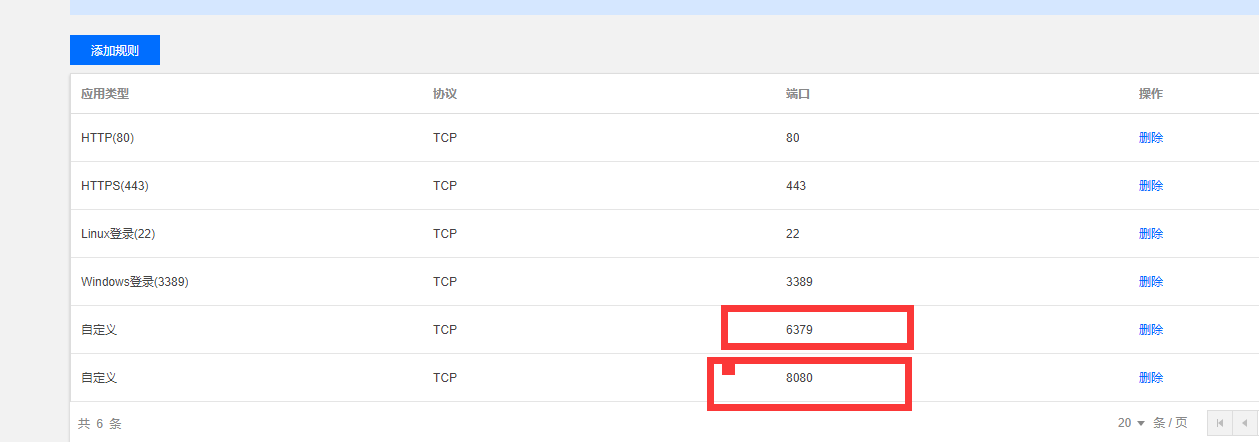 添加规则
应用类型 协议 端口 操作
HTTP(80) TCP 80 删除
HTTPS(443) TCP 443 删除
Linux登录(22) TCP 22 删除
Windows登录(3389) TCP 3389 删除
自定义 TCP 6379 删除
自定义 TCP 8080 删除
共 6 条 20 条 / 页